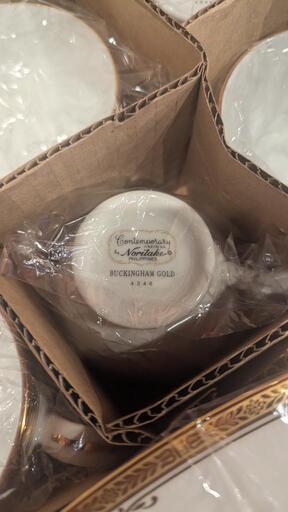 Contemporary
FINE CHINA
by Noritake
PHILIPPINES
BUCKINGHAM GOLD
4346